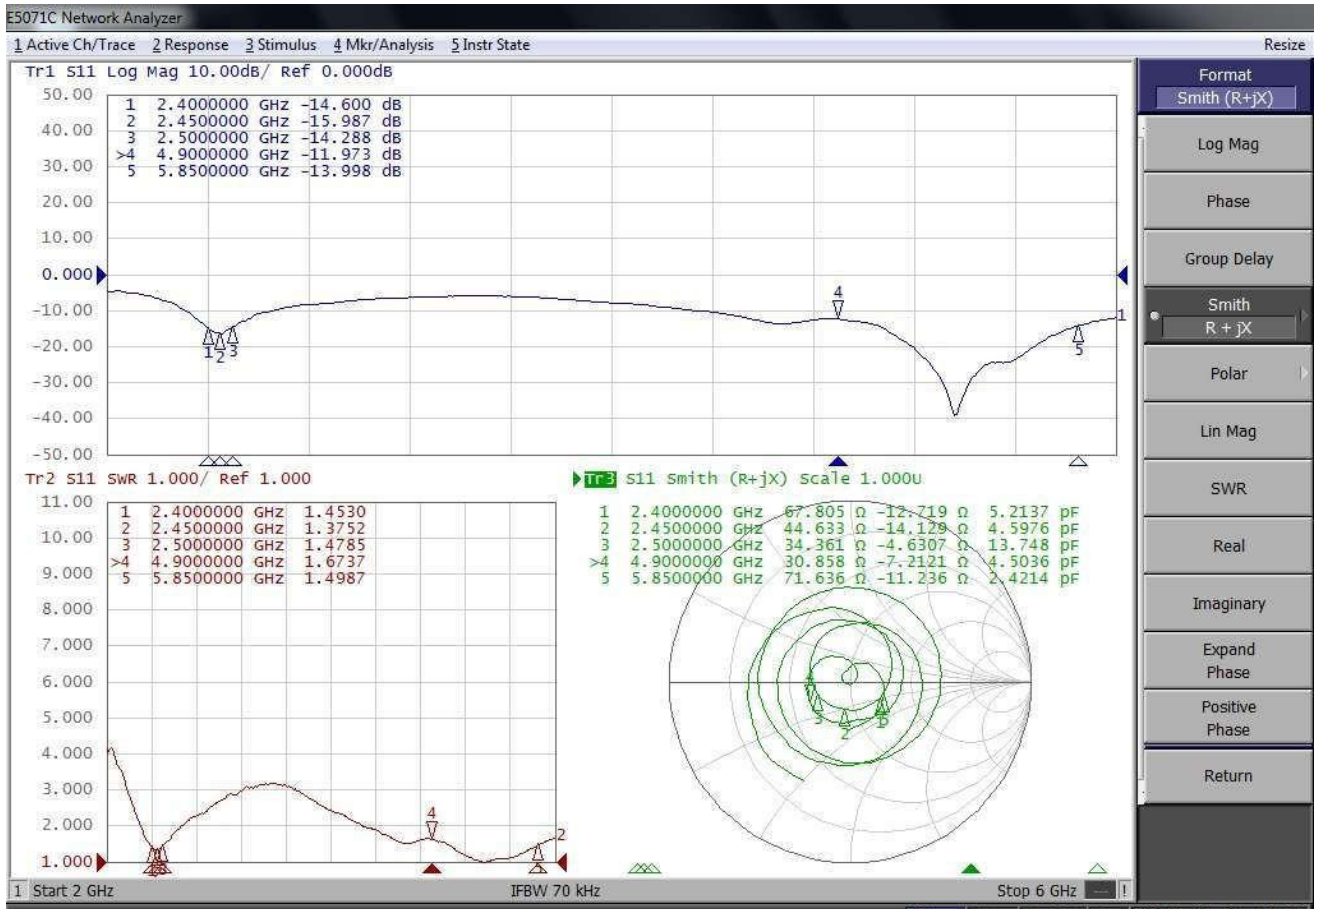 E5071C Network Analyzer
1 Active Ch/Trace 2 Response 3 Stimulus 4 Mkr/Analysis 5 Instr State Resize
Tr1 S11 Log Mag 10.00dB/ Ref 0.000dB
50.00
40.00
30.00
20.00
10.00
0.000
-10.00
-20.00
-30.00
-40.00
-50.00
1 2.4000000 GHz -14.600 dB
2 2.4500000 GHz -15.987 dB
3 2.5000000 GHz -14.288 dB
>4 4.9000000 GHz -11.973 dB
5 5.8500000 GHz -13.998 dB
4
1
1 2 3
5
Tr2 S11 SWR 1.000/ Ref 1.000
11.00
10.00
9.000
8.000
7.000
6.000
5.000
4.000
3.000
2.000
1.000
1 2.4000000 GHz 1.4530
2 2.4500000 GHz 1.3752
3 2.5000000 GHz 1.4785
>4 4.9000000 GHz 1.6737
5 5.8500000 GHz 1.4987
4
2
Tr3 S11 Smith (R+jX) Scale 1.000U
1 2.4000000 GHz 67.805 Ω -12.719 Ω 5.2137 pF
2 2.4500000 GHz 44.633 Ω -14.129 Ω 4.5976 pF
3 2.5000000 GHz 34.361 Ω -4.6307 Ω 13.748 pF
>4 4.9000000 GHz 30.858 Ω -7.2121 Ω 4.5036 pF
5 5.8500000 GHz 71.636 Ω -11.236 Ω 2.4214 pF
3
2
1 Start 2 GHz IFBW 70 kHz Stop 6 GHz !
Format
Smith (R+jX)
Log Mag
Phase
Group Delay
Smith
R + jX
Polar
Lin Mag
SWR
Real
Imaginary
Expand
Phase
Positive
Phase
Return